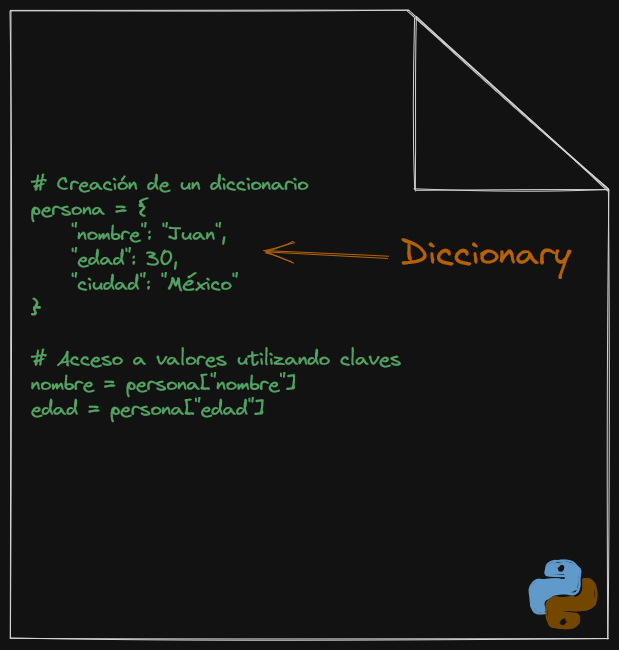 # Creación de un diccionario
persona = {
    "nombre": "Juan",
    "edad": 30,
    "ciudad": "México"
}
Diccionary
# Acceso a valores utilizando claves
nombre = persona["nombre"]
edad = persona["edad"]